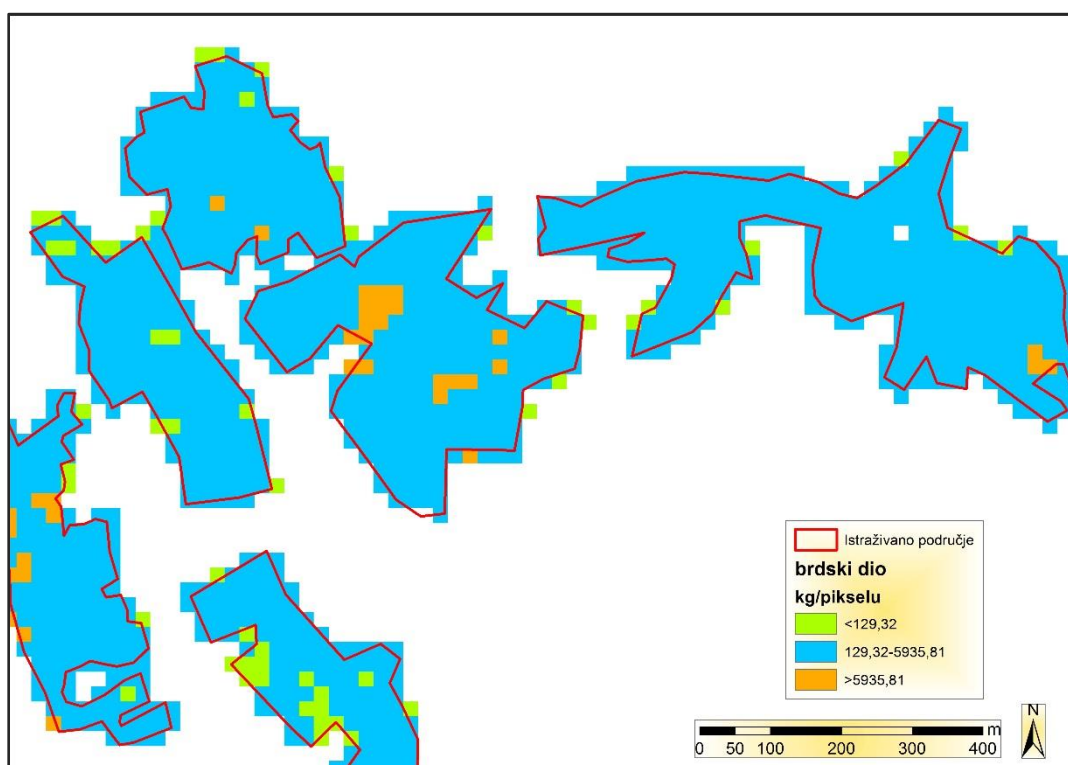 Istraživano područje
brdski dio
kg/pikselu
<129,32
129,32-5935,81
>5935,81
N
m
0 50 100 200 300 400